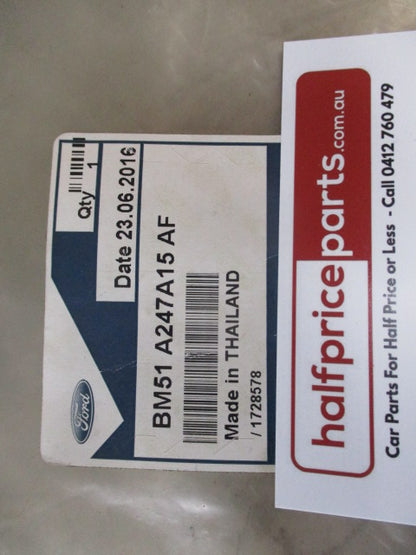 Qty 1
Date 23.06.2016
BM51 A247A15 AF
Made in THAILAND
/ 1728578
Ford
halfpriceparts.com.au
Car Parts For Half Price or Less - Call 0412 760 479